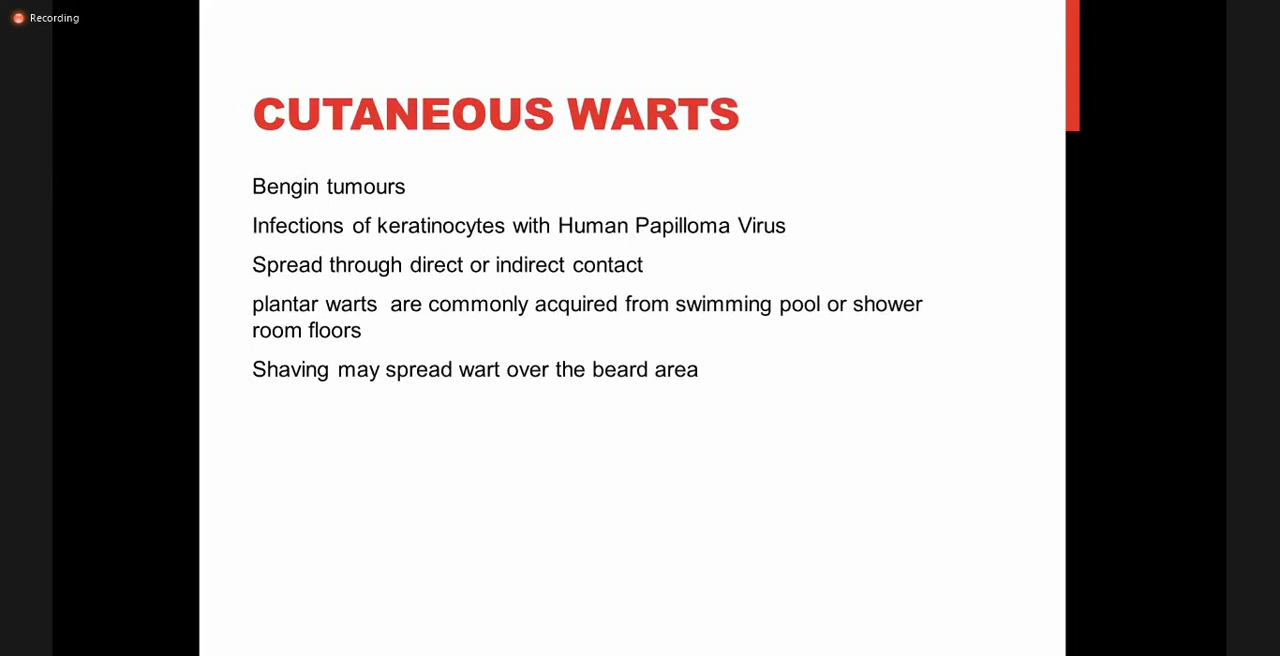 Recording
CUTANEOUS WARTS
Bengin tumours
Infections of keratinocytes with Human Papilloma Virus
Spread through direct or indirect contact
plantar warts are commonly acquired from swimming pool or shower
room floors
Shaving may spread wart over the beard area